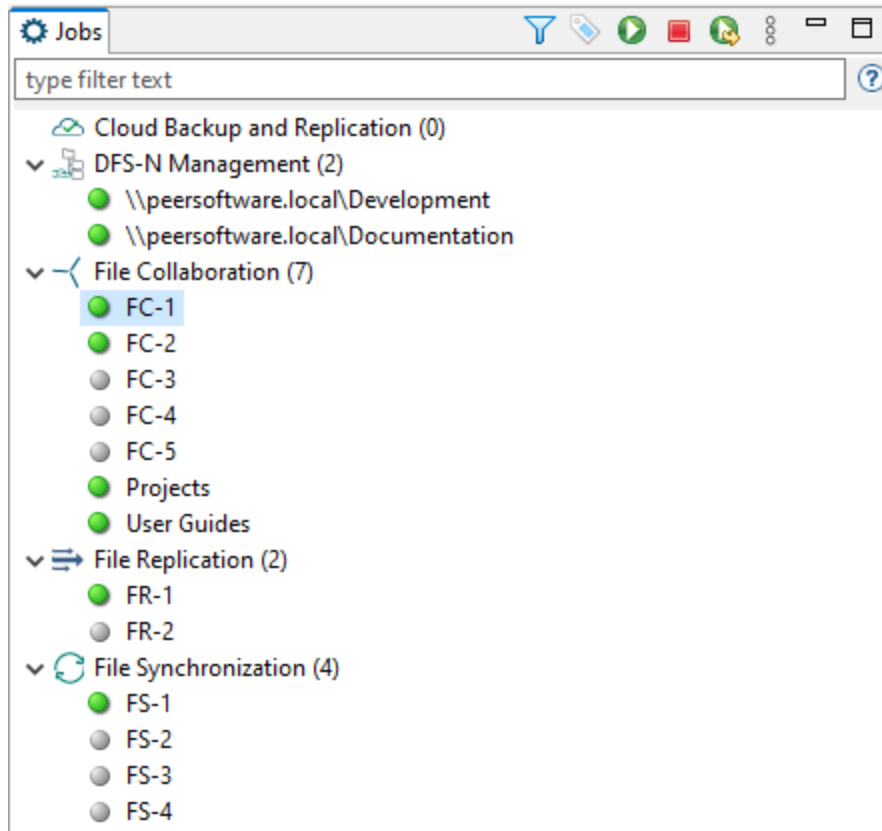 Jobs
type filter text
Cloud Backup and Replication (0)
DFS-N Management (2)
\\peersoftware.local\Development
\\peersoftware.local\Documentation
File Collaboration (7)
FC-1
FC-2
FC-3
FC-4
FC-5
Projects
User Guides
File Replication (2)
FR-1
FR-2
File Synchronization (4)
FS-1
FS-2
FS-3
FS-4